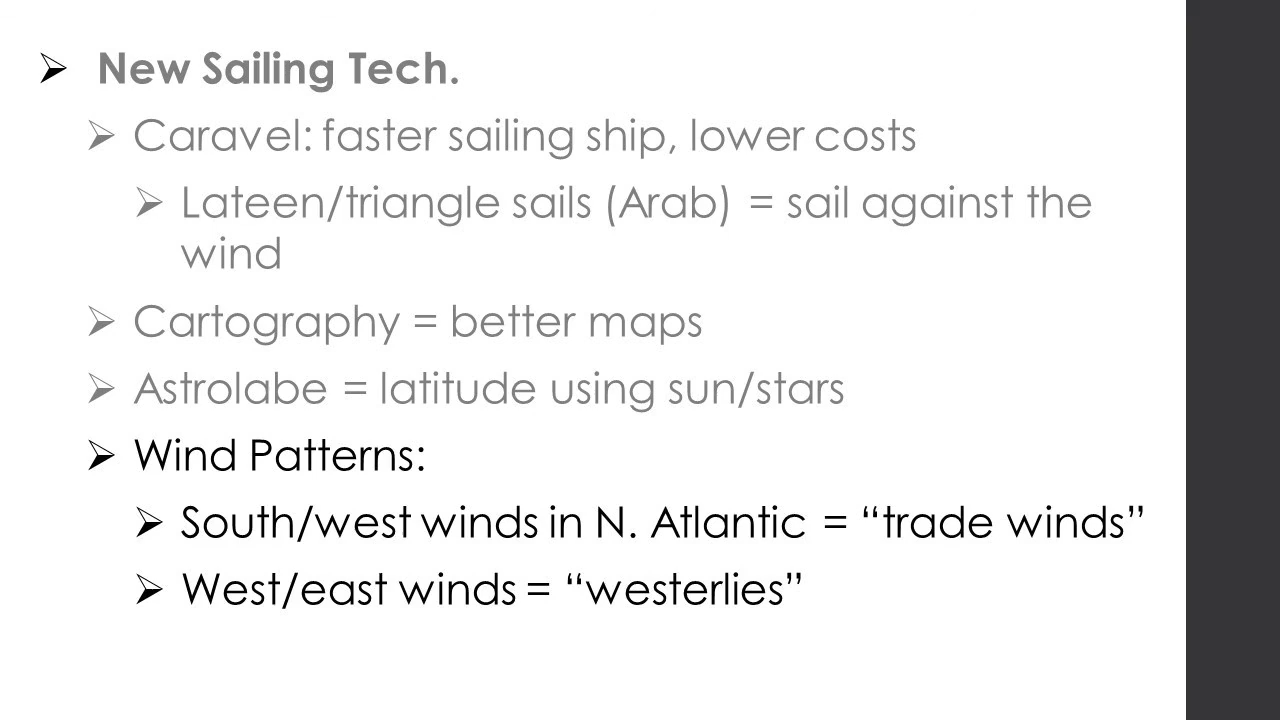 New Sailing Tech.
Caravel: faster sailing ship, lower costs
Lateen/triangle sails (Arab) = sail against the
wind
Cartography = better maps
Astrolabe = latitude using sun/stars
Wind Patterns:
South/west winds in N. Atlantic = “trade winds”
West/east winds = “westerlies”